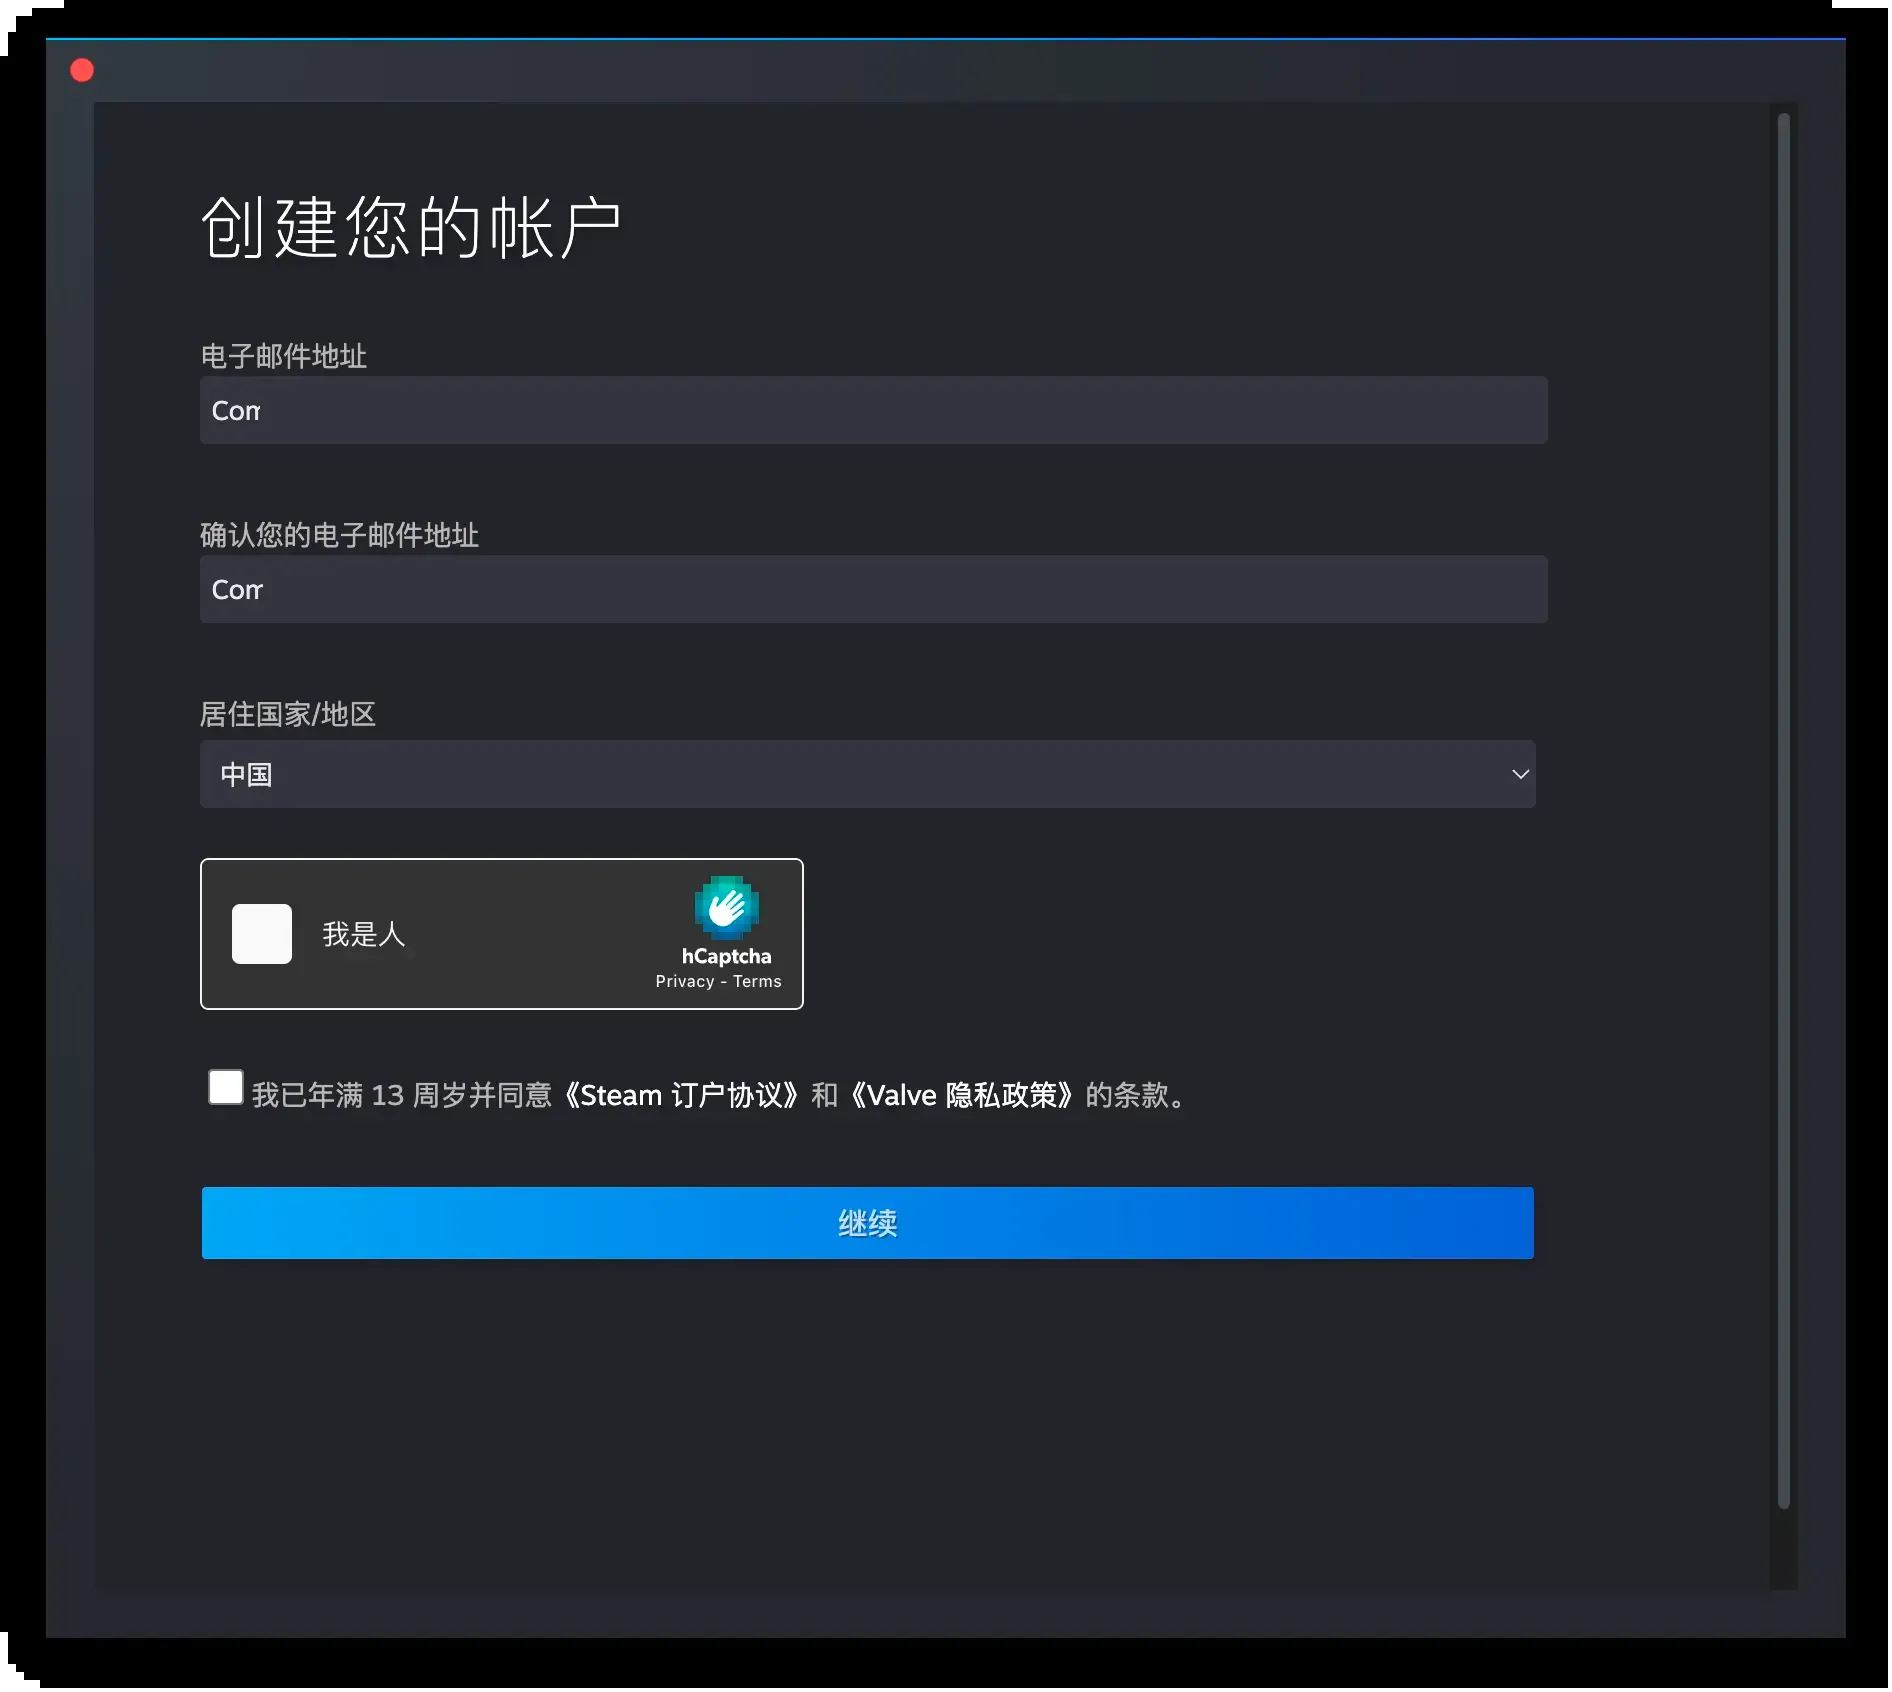 创建您的帐户
电子邮件地址
Com
确认您的电子邮件地址
Com
居住国家/地区
中国
我是人
hCaptcha
Privacy - Terms
我已年满 13 周岁并同意《Steam 订户协议》和《Valve 隐私政策》的条款。
继续